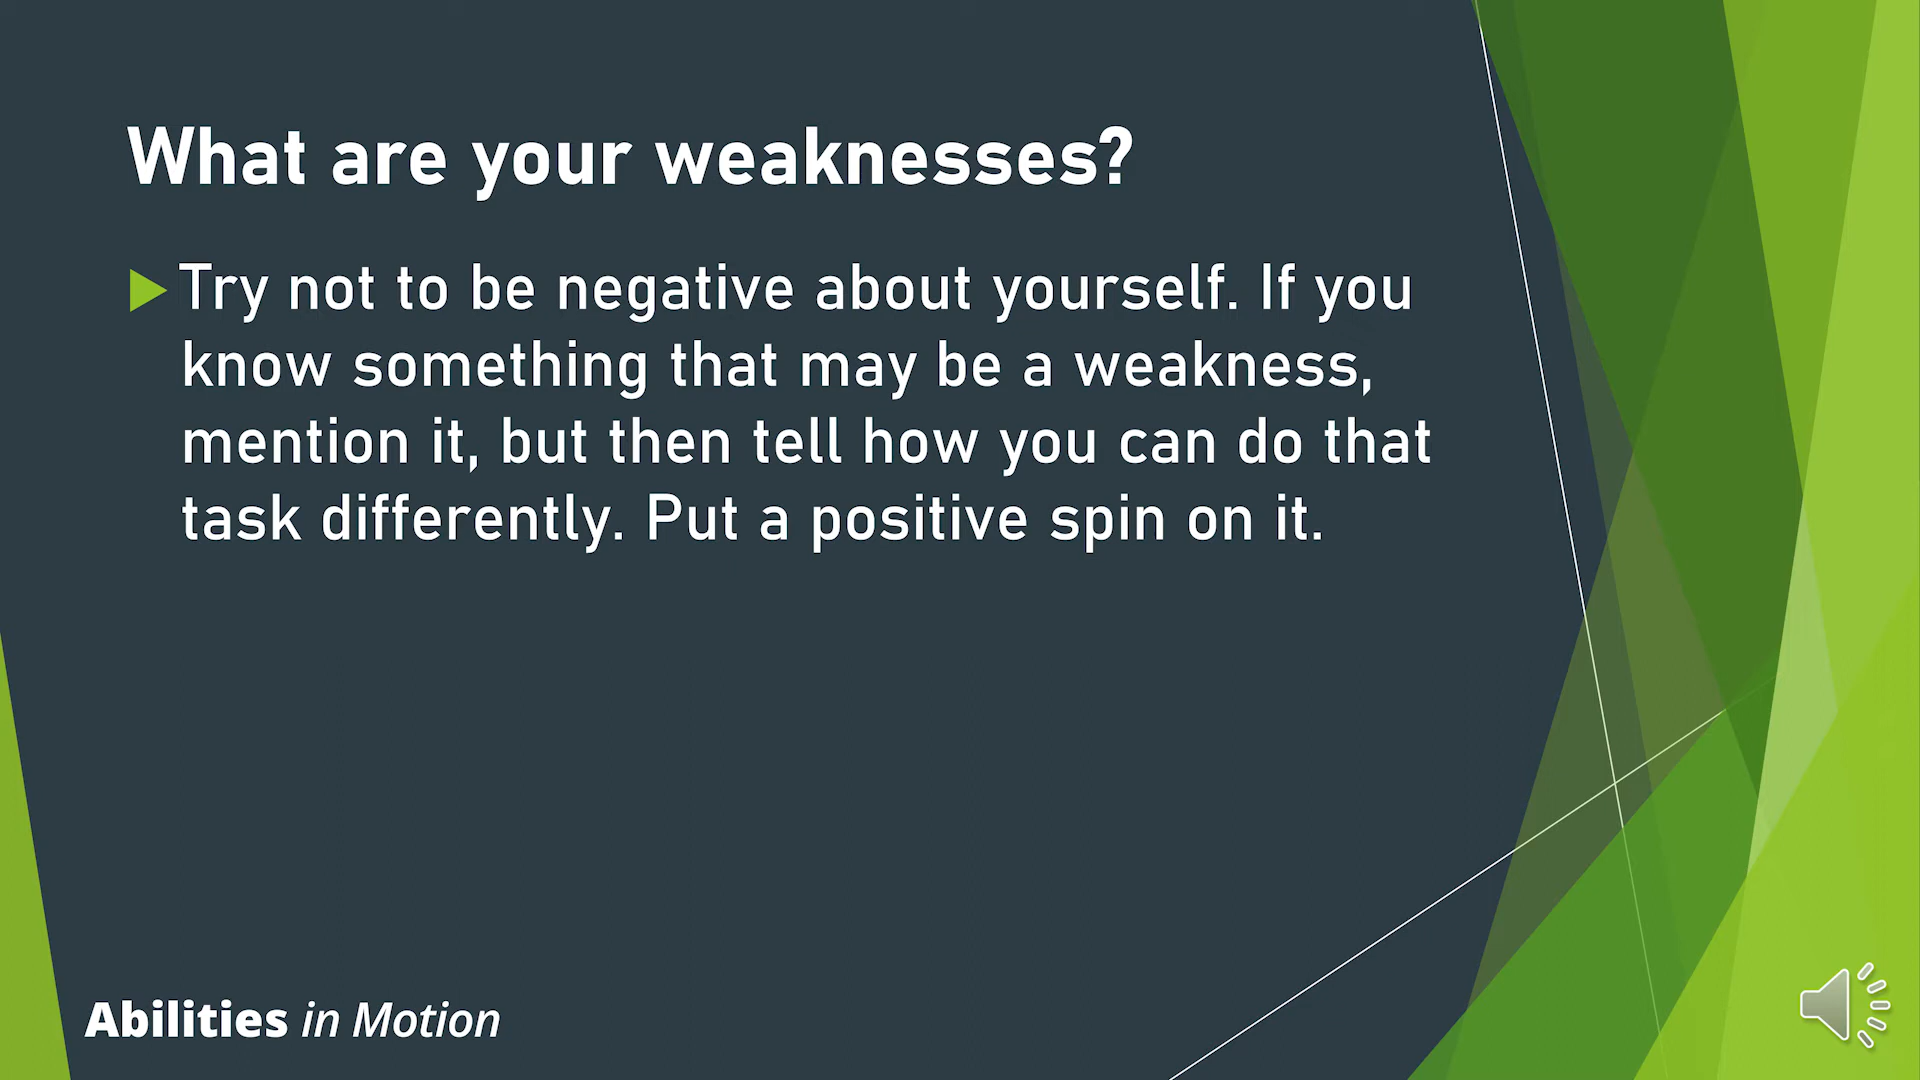 What are your weaknesses?
Try not to be negative about yourself. If you
know something that may be a weakness,
mention it, but then tell how you can do that
task differently. Put a positive spin on it.
Abilities in Motion